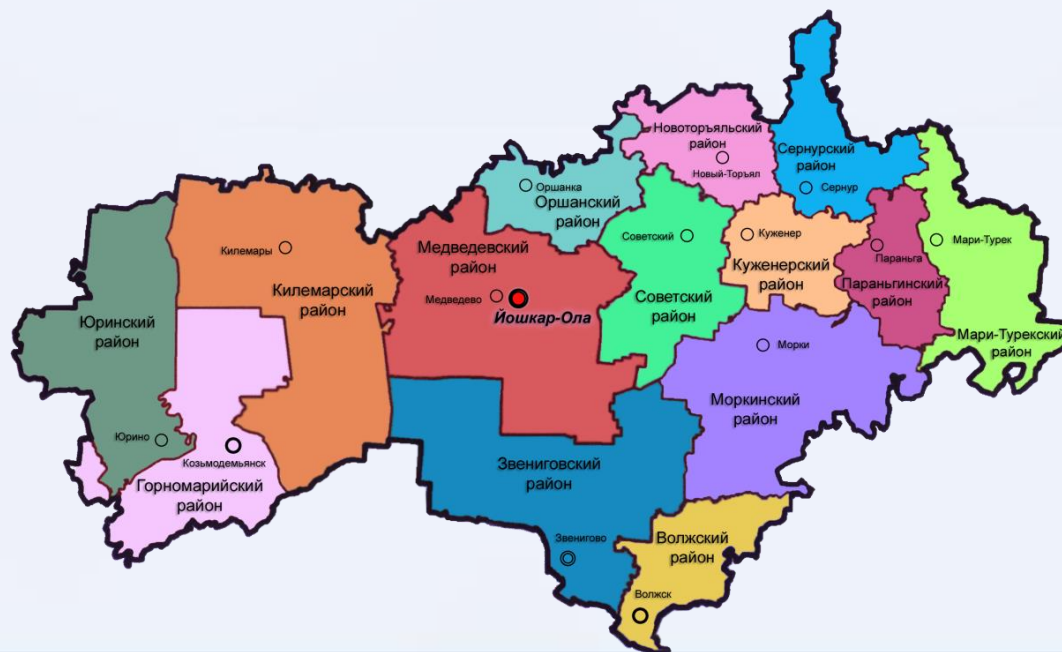 Новоторъяльский
район
Новый-Торъял
Сернурский
район
Сернур
Оршанка
Оршанский
район
Советский
Советский
район
Куженер
Куженерский
район
Параньга
Параньгинский
район
Мари-Турек
Мари-Турекский
район
Килемары
Килемарский
район
Медведевский
район
Медведево
Йошкар-Ола
Юринский
район
Юрино
Морки
Моркинский
район
Козьмодемьянск
Горномарийский
район
Звениговский
район
Звенигово
Волжский
район
Волжск